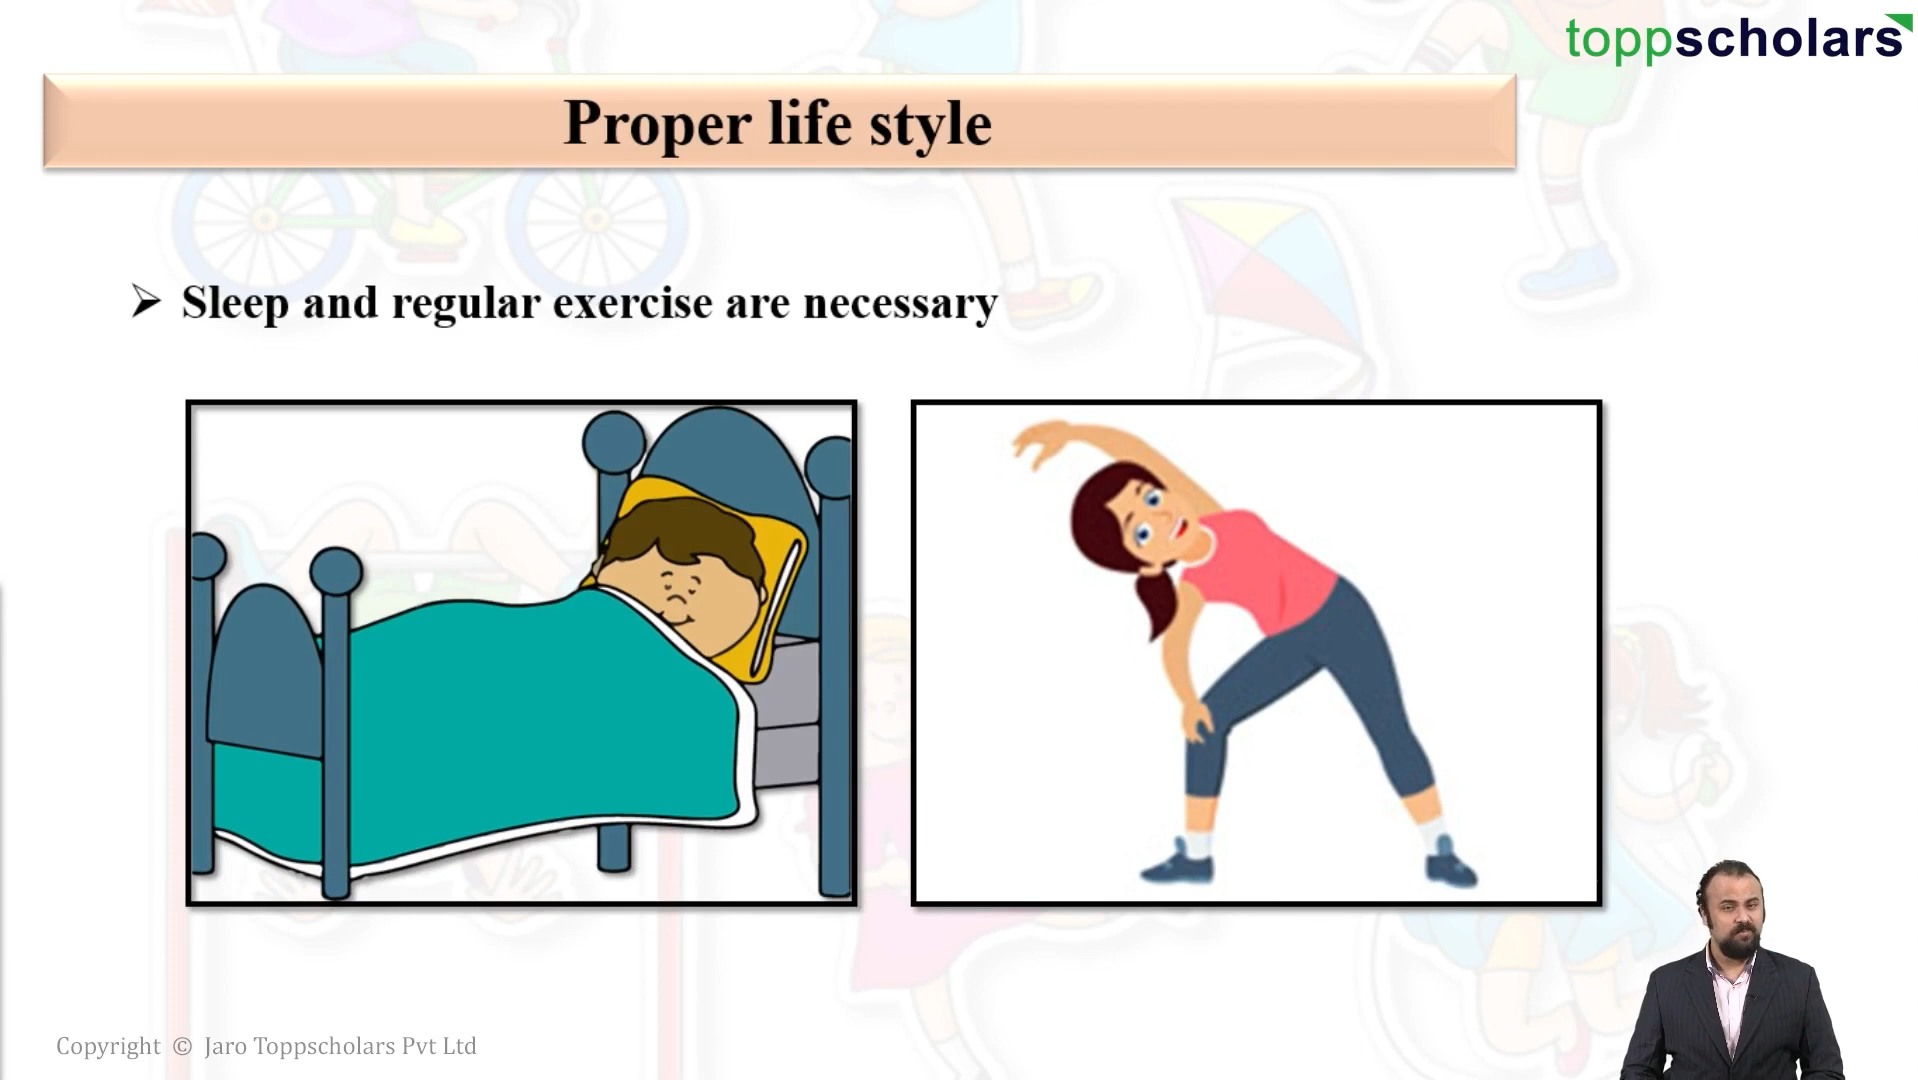 toppscholars
Proper life style
➢ Sleep and regular exercise are necessary
Copyright © Jaro Toppscholars Pvt Ltd